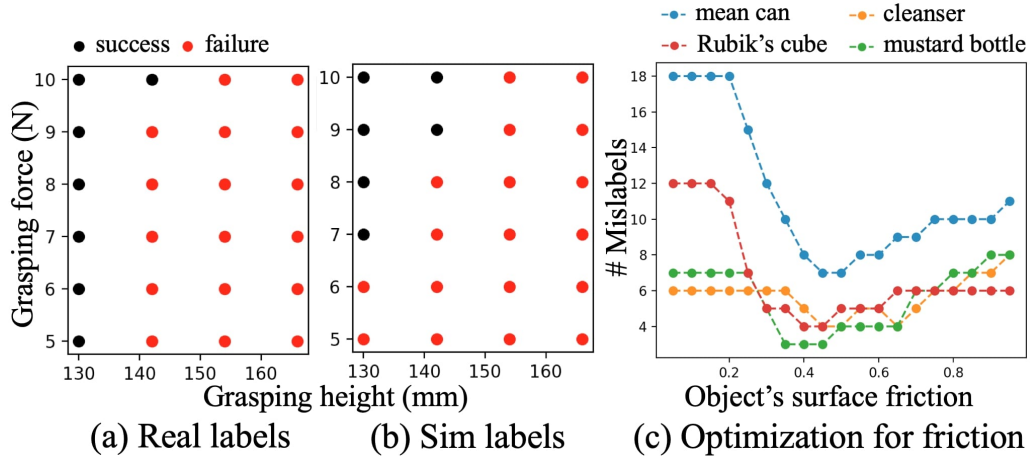 success failure
mean can cleanser
Rubik's cube mustard bottle
Grasping force (N)
10
9
8
7
6
5
130 140 150 160
10
9
8
7
6
5
130 140 150 160
Grasping height (mm)
# Mislabels
18
16
14
12
10
8
6
4
0.2 0.4 0.6 0.8
Object's surface friction
(a) Real labels (b) Sim labels (c) Optimization for friction